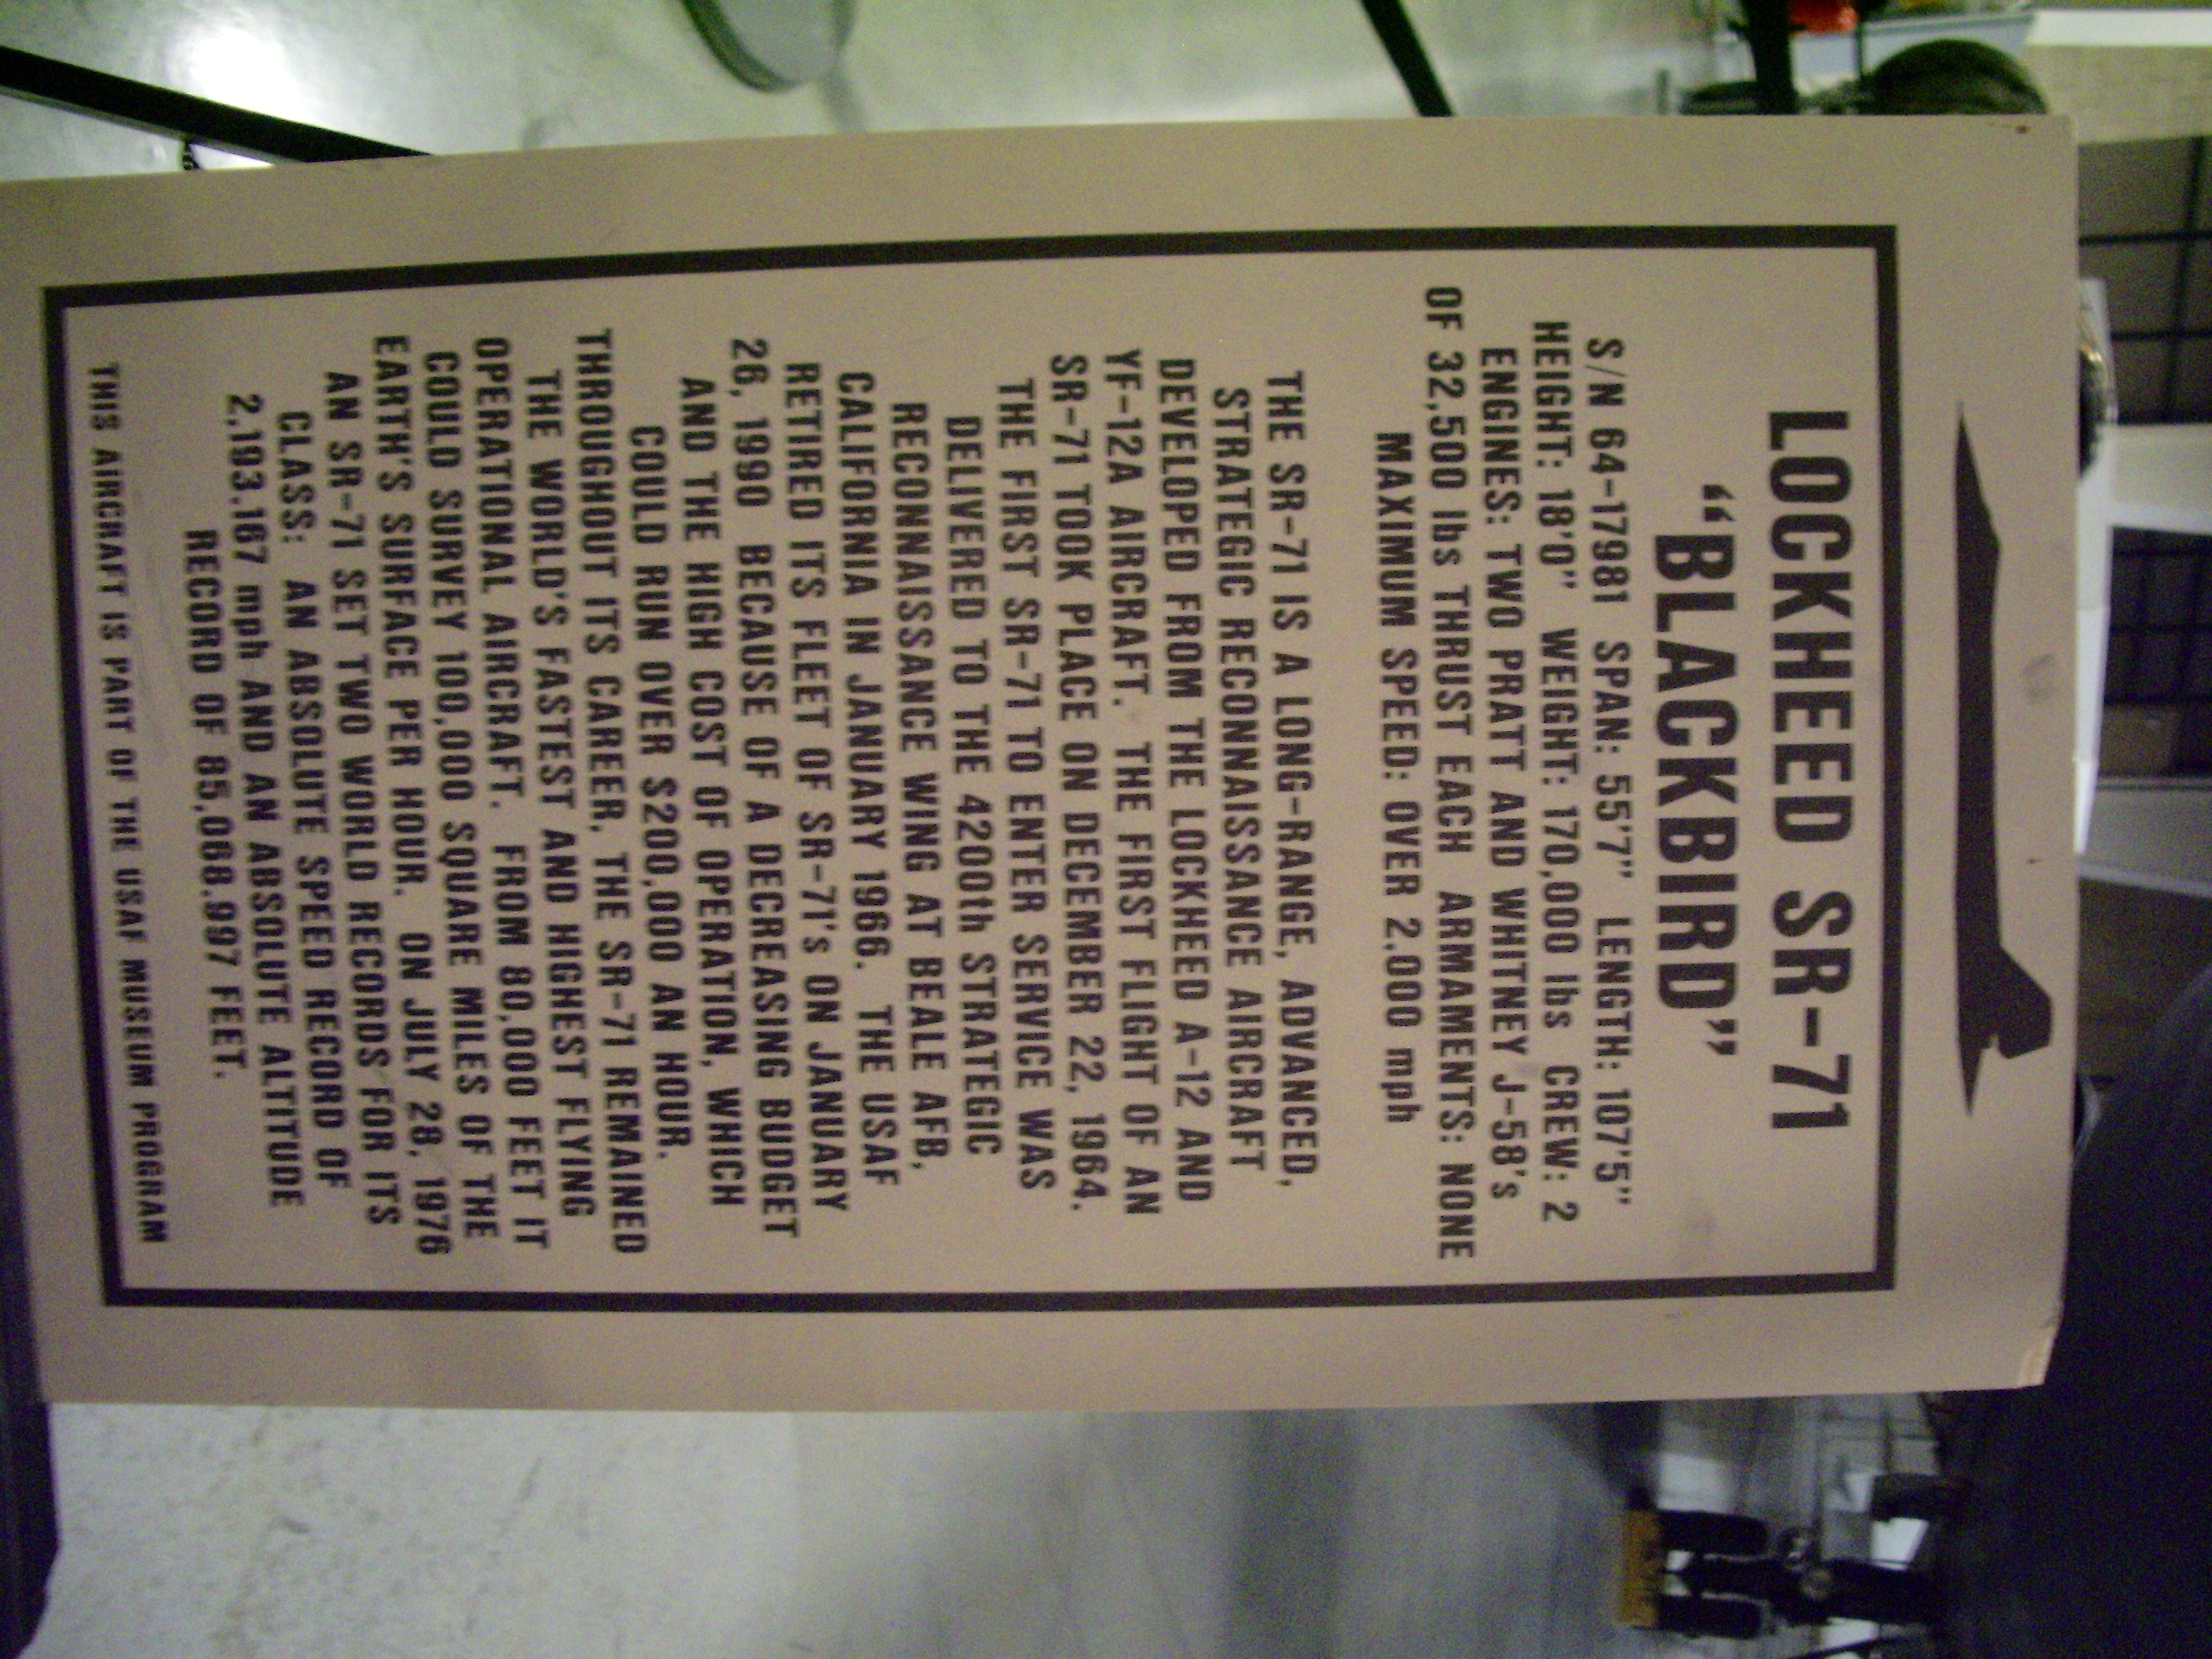 LOCKHEED SR-71
“BLACKBIRD”
S/N 64-17981 SPAN: 55'7" LENGTH: 107'5"
HEIGHT: 18'0" WEIGHT: 170,000 lbs CREW: 2
ENGINES: TWO PRATT AND WHITNEY J-58's
OF 32,500 lbs THRUST EACH ARMAMENTS: NONE
MAXIMUM SPEED: OVER 2,000 mph
THE SR-71 IS A LONG-RANGE, ADVANCED,
STRATEGIC RECONNAISSANCE AIRCRAFT
DEVELOPED FROM THE LOCKHEED A-12 AND
YF-12A AIRCRAFT. THE FIRST FLIGHT OF AN
SR-71 TOOK PLACE ON DECEMBER 22, 1964.
THE FIRST SR-71 TO ENTER SERVICE WAS
DELIVERED TO THE 4200th STRATEGIC
RECONNAISSANCE WING AT BEALE AFB,
CALIFORNIA IN JANUARY 1966. THE USAF
RETIRED ITS FLEET OF SR-71's ON JANUARY
26, 1990 BECAUSE OF A DECREASING BUDGET
AND THE HIGH COST OF OPERATION, WHICH
COULD RUN OVER $200,000 AN HOUR.
THROUGHOUT ITS CAREER, THE SR-71 REMAINED
THE WORLD'S FASTEST AND HIGHEST FLYING
OPERATIONAL AIRCRAFT. FROM 80,000 FEET IT
COULD SURVEY 100,000 SQUARE MILES OF THE
EARTH'S SURFACE PER HOUR. ON JULY 28, 1976
AN SR-71 SET TWO WORLD RECORDS FOR ITS
CLASS: AN ABSOLUTE SPEED RECORD OF
2,193.167 mph AND AN ABSOLUTE ALTITUDE
RECORD OF 85,068.997 FEET.
THIS AIRCRAFT IS PART OF THE USAF MUSEUM PROGRAM